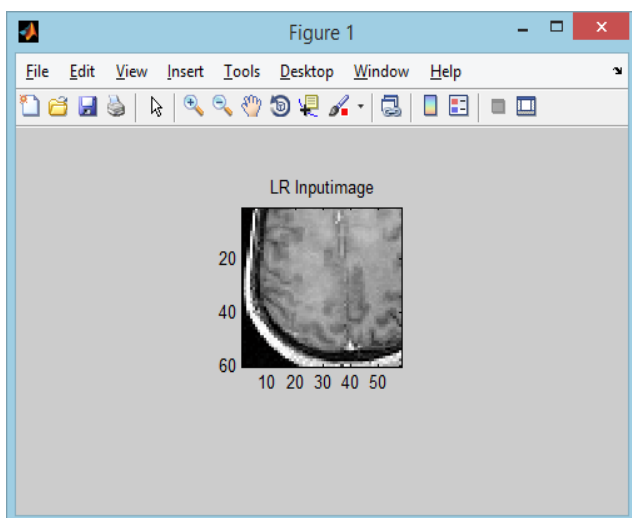 Figure 1
File Edit View Insert Tools Desktop Window Help
LR Inputimage
20
40
60
10 20 30 40 50